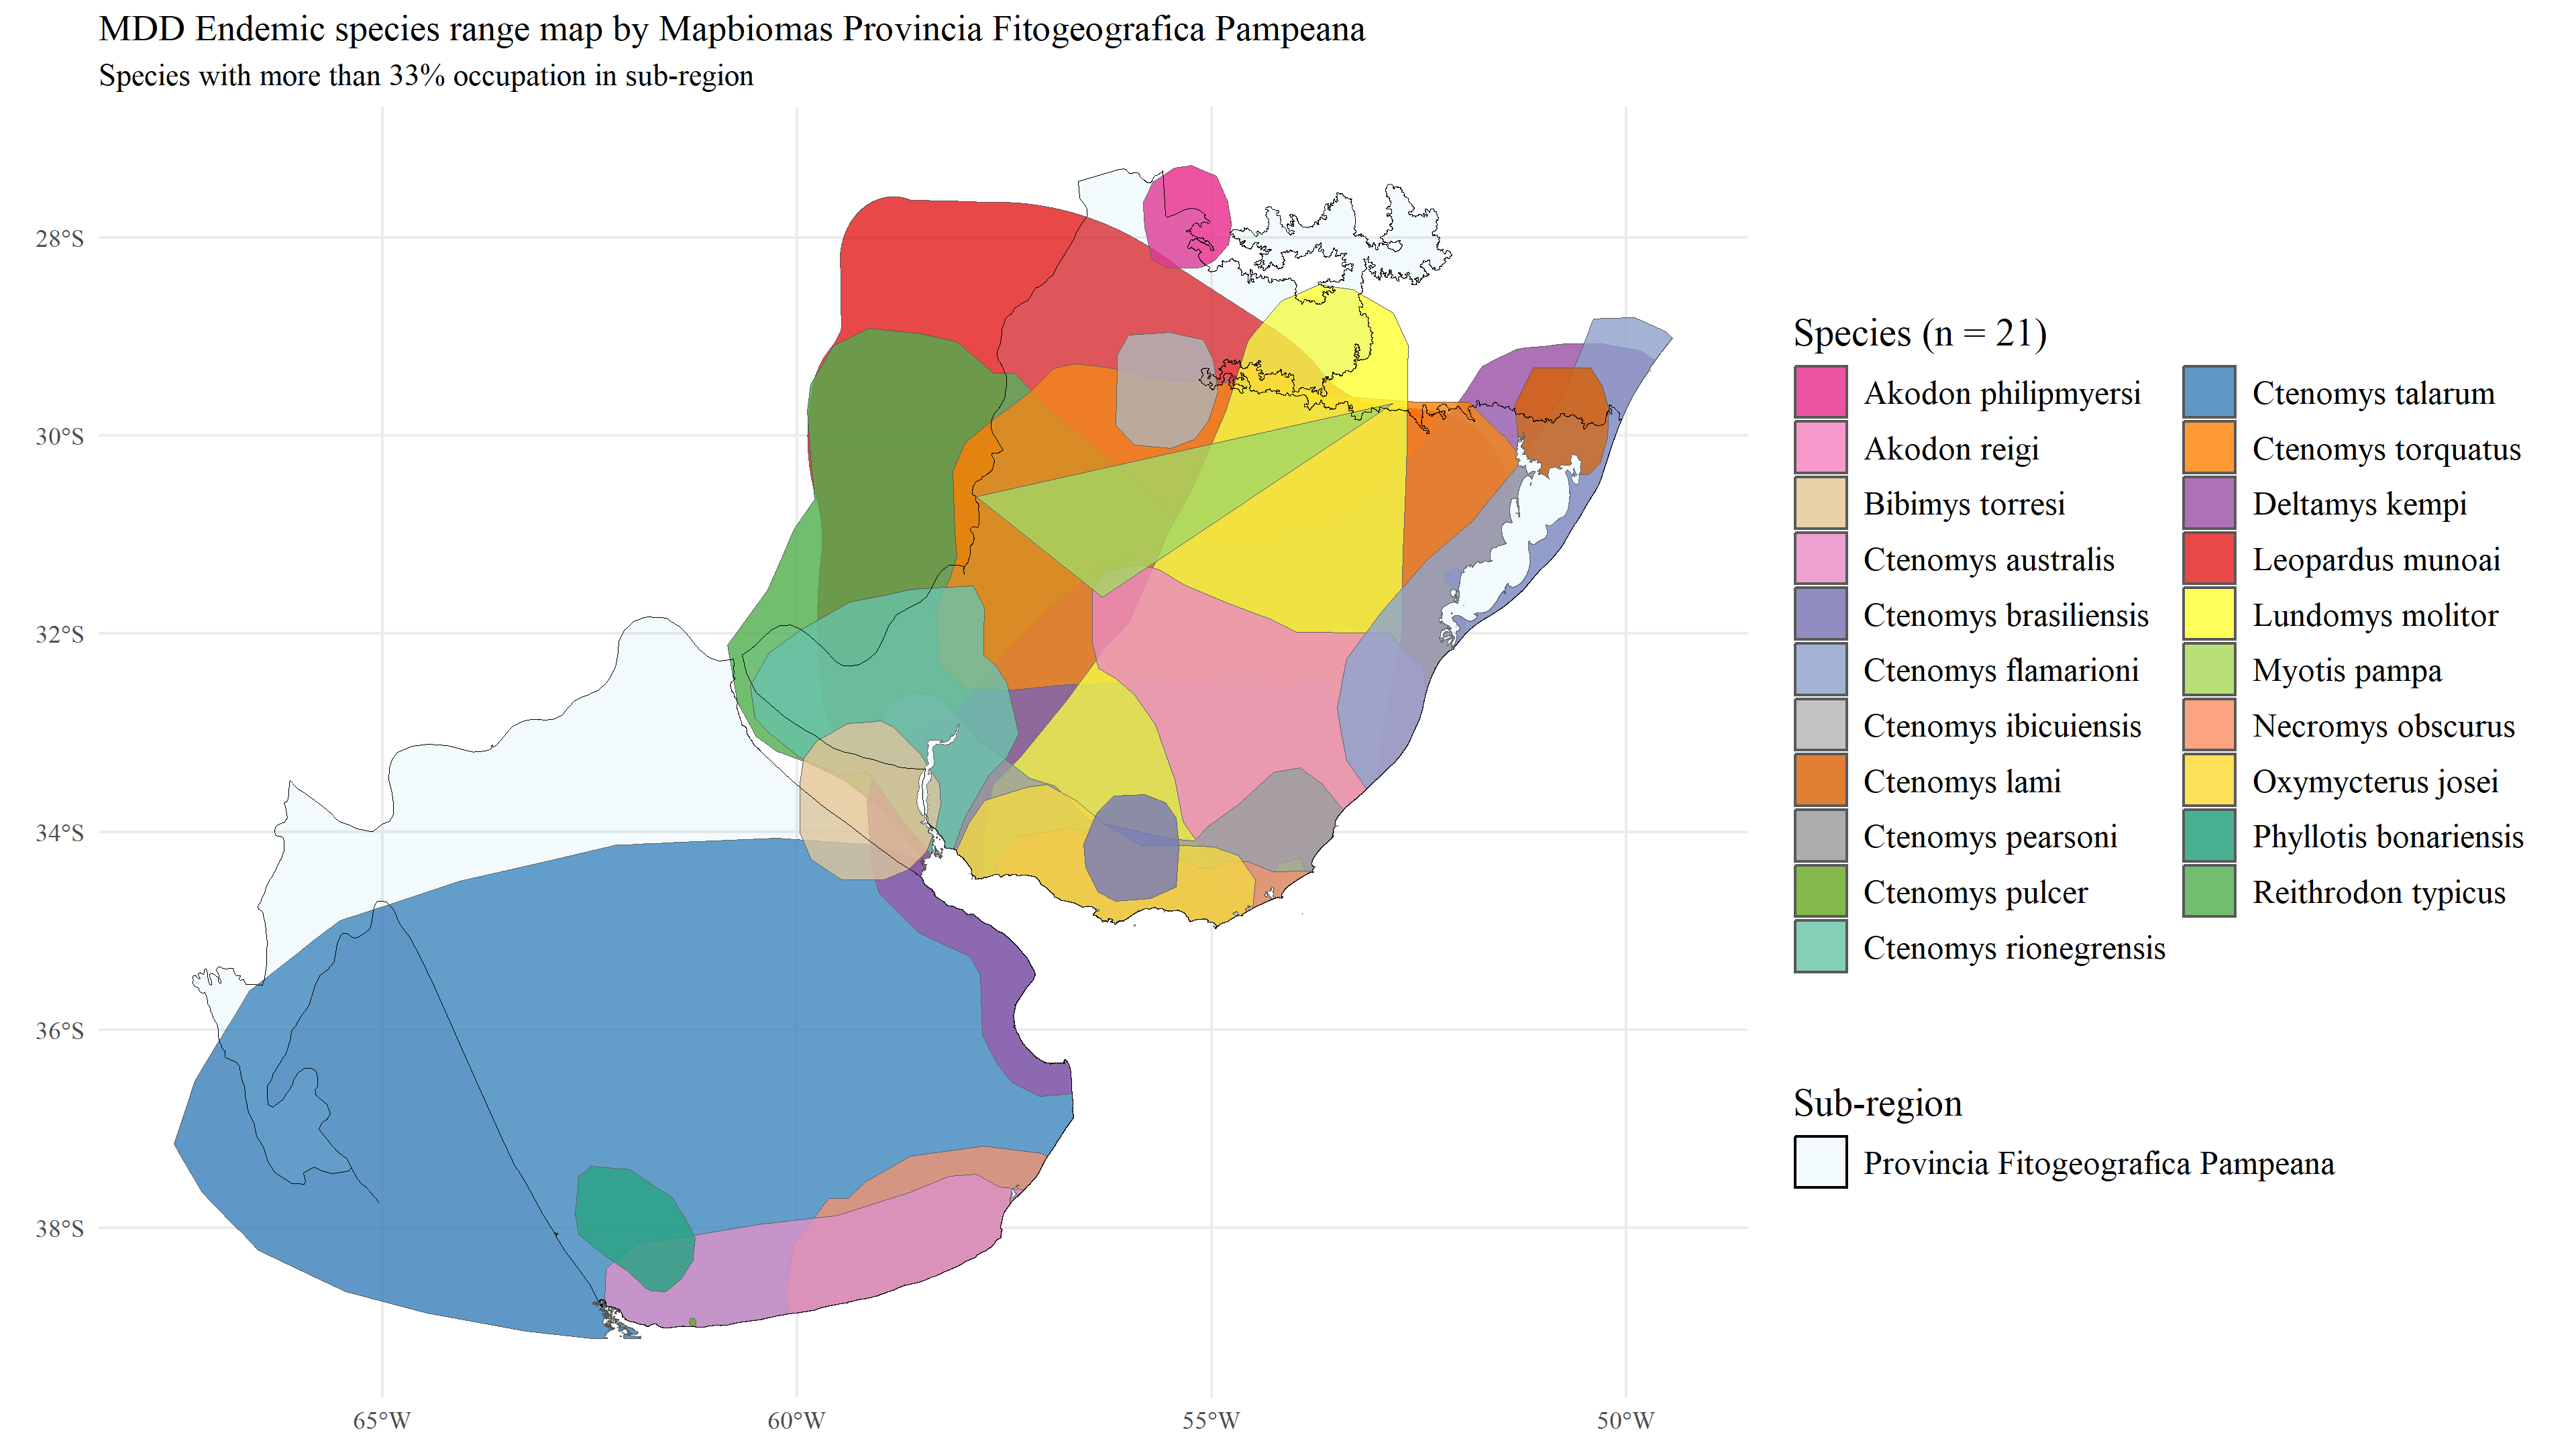 MDD Endemic species range map by Mapbiomas Provincia Fitogeografica Pampeana
Species with more than 33% occupation in sub-region
28°S
30°S
32°S
34°S
36°S
38°S
65°W
60°W
55°W
50°W
Species (n = 21)
Akodon philipmyersi
Akodon reigi
Bibimys torresi
Ctenomys australis
Ctenomys brasiliensis
Ctenomys flamarioni
Ctenomys ibicuiensis
Ctenomys lami
Ctenomys pearsoni
Ctenomys pulcer
Ctenomys rionegrensis
Ctenomys talarum
Ctenomys torquatus
Deltamys kempi
Leopardus munoai
Lundomys molitor
Myotis pampa
Necromys obscurus
Oxymycterus josei
Phyllotis bonariensis
Reithrodon typicus
Sub-region
Provincia Fitogeografica Pampeana